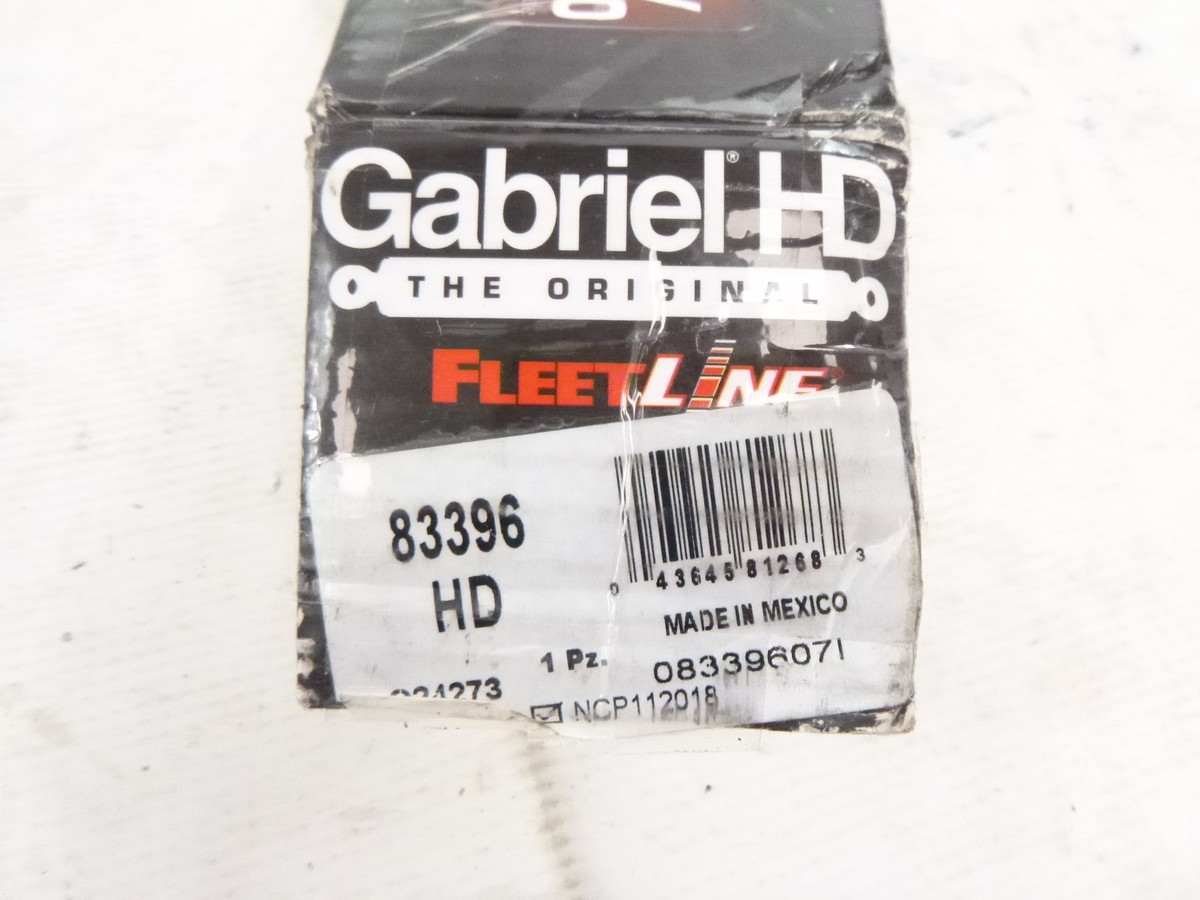 Gabriel® HD
THE ORIGINAL
FLEETLINE
83396
HD
0 43645 81268 3
MADE IN MEXICO
1 Pz.
083396071
NCP112018